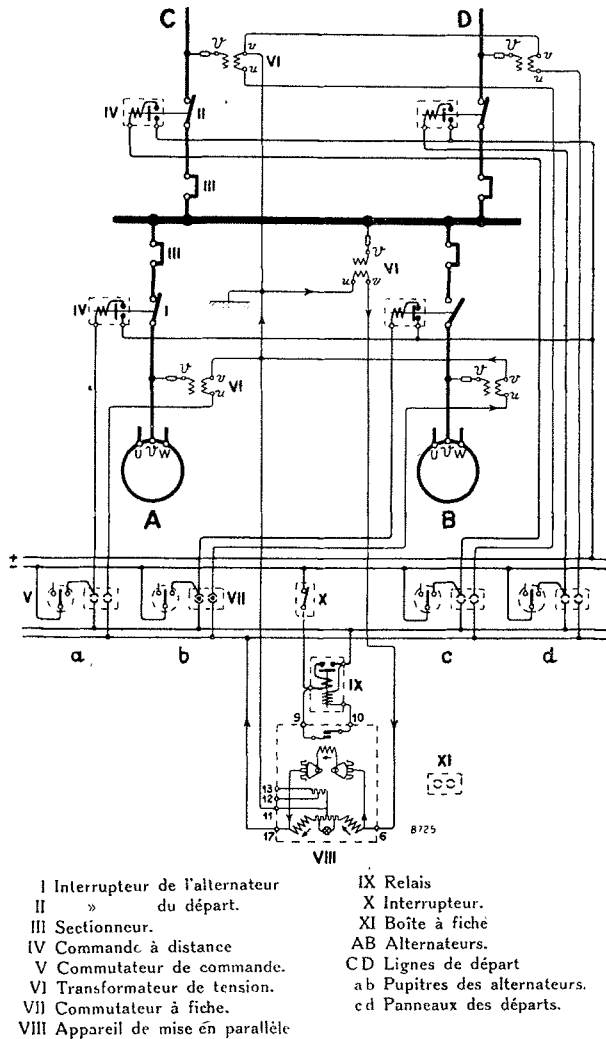 C D
v v u VI v v u
IV II
III
III VI v u v
IV I
v v u VI v v u
U V W U V W
A B
+
-
V VII X
a b c d
IX
9 10
XI
13
12
11
17 6 8725
VIII
I Interrupteur de l'alternateur
II » du départ.
III Sectionneur.
IV Commande à distance
V Commutateur de commande.
VI Transformateur de tension.
VII Commutateur à fiche.
VIII Appareil de mise en parallèle
IX Relais
X Interrupteur.
XI Boîte à fiche
AB Alternateurs.
CD Lignes de départ
ab Pupitres des alternateurs.
cd Panneaux des départs.